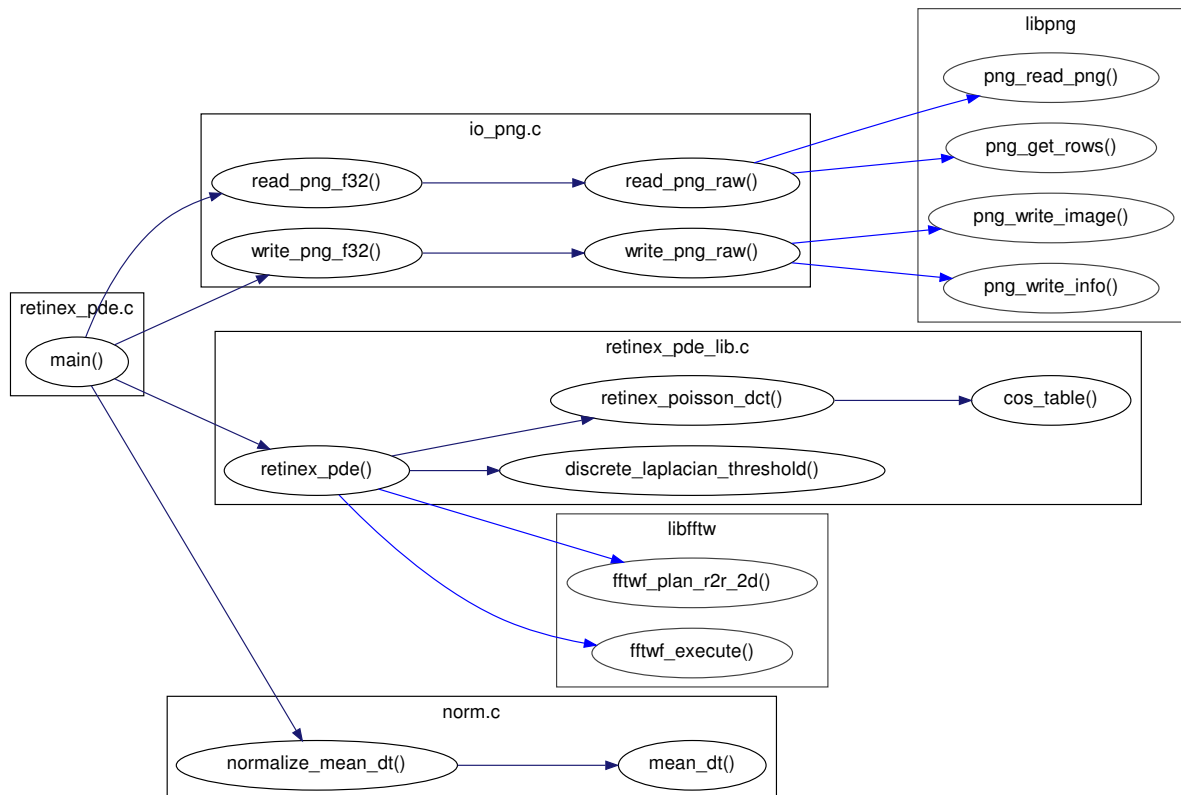 libpng
png_read_png()
png_get_rows()
png_write_image()
png_write_info()
io_png.c
read_png_f32()
read_png_raw()
write_png_f32()
write_png_raw()
retinex_pde.c
main()
retinex_pde_lib.c
retinex_poisson_dct()
cos_table()
retinex_pde()
discrete_laplacian_threshold()
libfftw
fftwf_plan_r2r_2d()
fftwf_execute()
norm.c
normalize_mean_dt()
mean_dt()